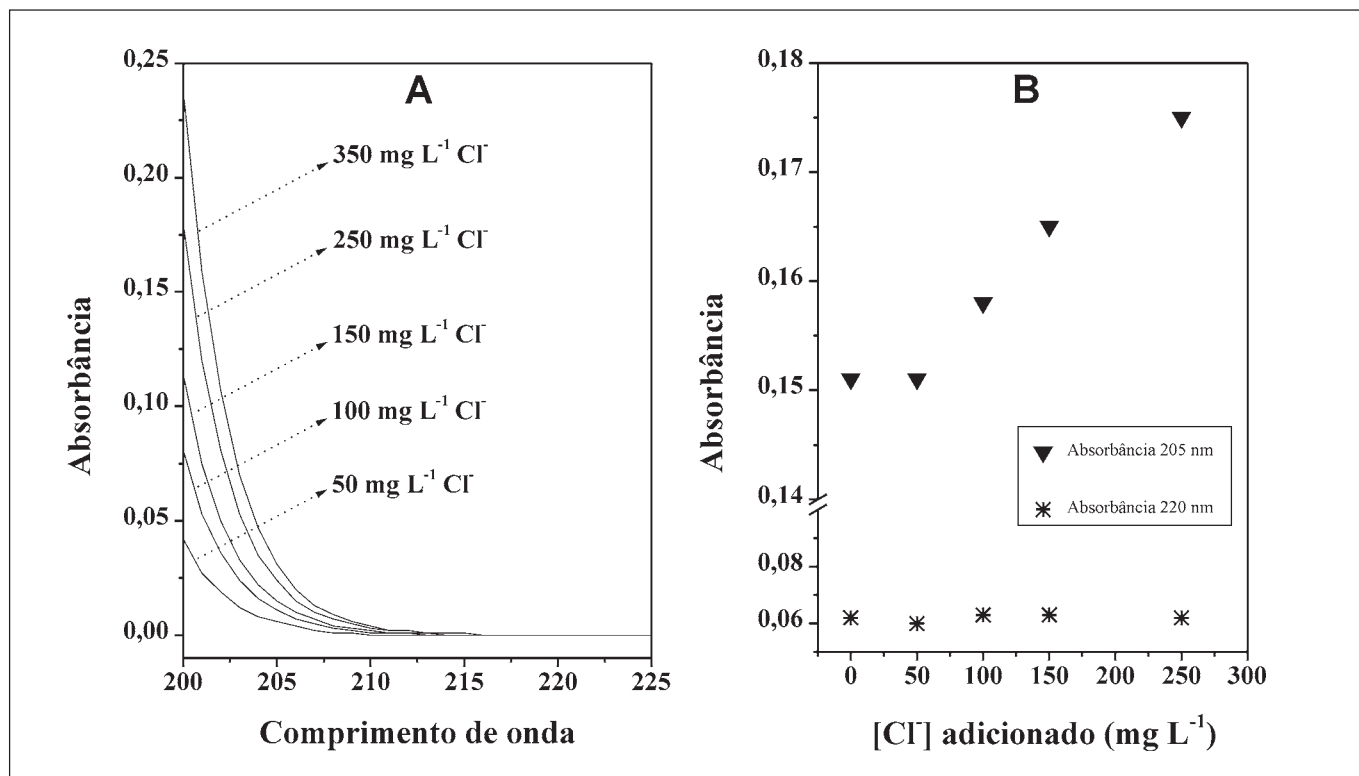 A
0,25
0,20
0,15
0,10
0,05
0,00
Absorbância
350 mg L⁻¹ Cl⁻
250 mg L⁻¹ Cl⁻
150 mg L⁻¹ Cl⁻
100 mg L⁻¹ Cl⁻
50 mg L⁻¹ Cl⁻
200 205 210 215 220 225
Comprimento de onda
B
0,18
0,17
0,16
0,15
0,14
0,08
0,06
Absorbância
Absorbância 205 nm
Absorbância 220 nm
0 50 100 150 200 250 300
[Cl⁻] adicionado (mg L⁻¹)